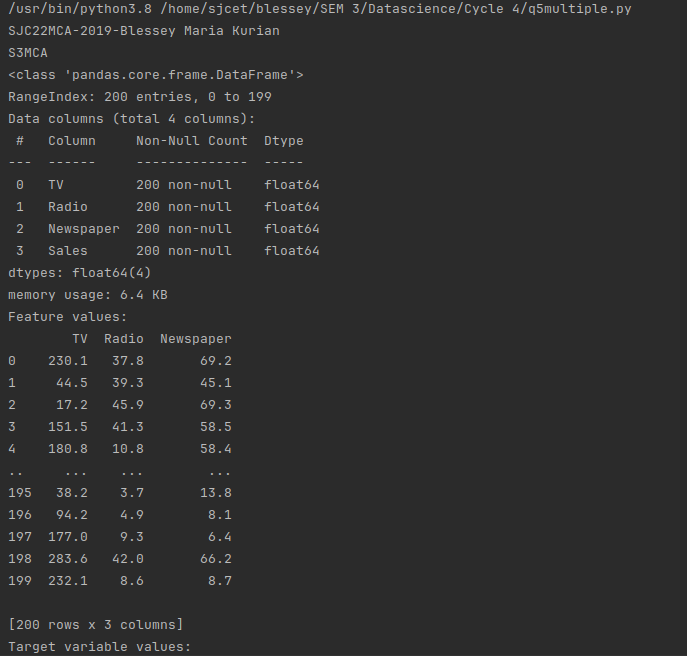 /usr/bin/python3.8 /home/sjcet/blessey/SEM 3/Datascience/Cycle 4/q5multiple.py
SJC22MCA-2019-Blessey Maria Kurian
S3MCA
<class 'pandas.core.frame.DataFrame'>
RangeIndex: 200 entries, 0 to 199
Data columns (total 4 columns):
 #   Column     Non-Null Count  Dtype
---  ------     --------------  -----
 0   TV         200 non-null    float64
 1   Radio      200 non-null    float64
 2   Newspaper  200 non-null    float64
 3   Sales      200 non-null    float64
dtypes: float64(4)
memory usage: 6.4 KB
Feature values:
        TV  Radio  Newspaper
0    230.1   37.8       69.2
1     44.5   39.3       45.1
2     17.2   45.9       69.3
3    151.5   41.3       58.5
4    180.8   10.8       58.4
..     ...    ...        ...
195   38.2    3.7       13.8
196   94.2    4.9        8.1
197  177.0    9.3        6.4
198  283.6   42.0       66.2
199  232.1    8.6        8.7

[200 rows x 3 columns]
Target variable values: